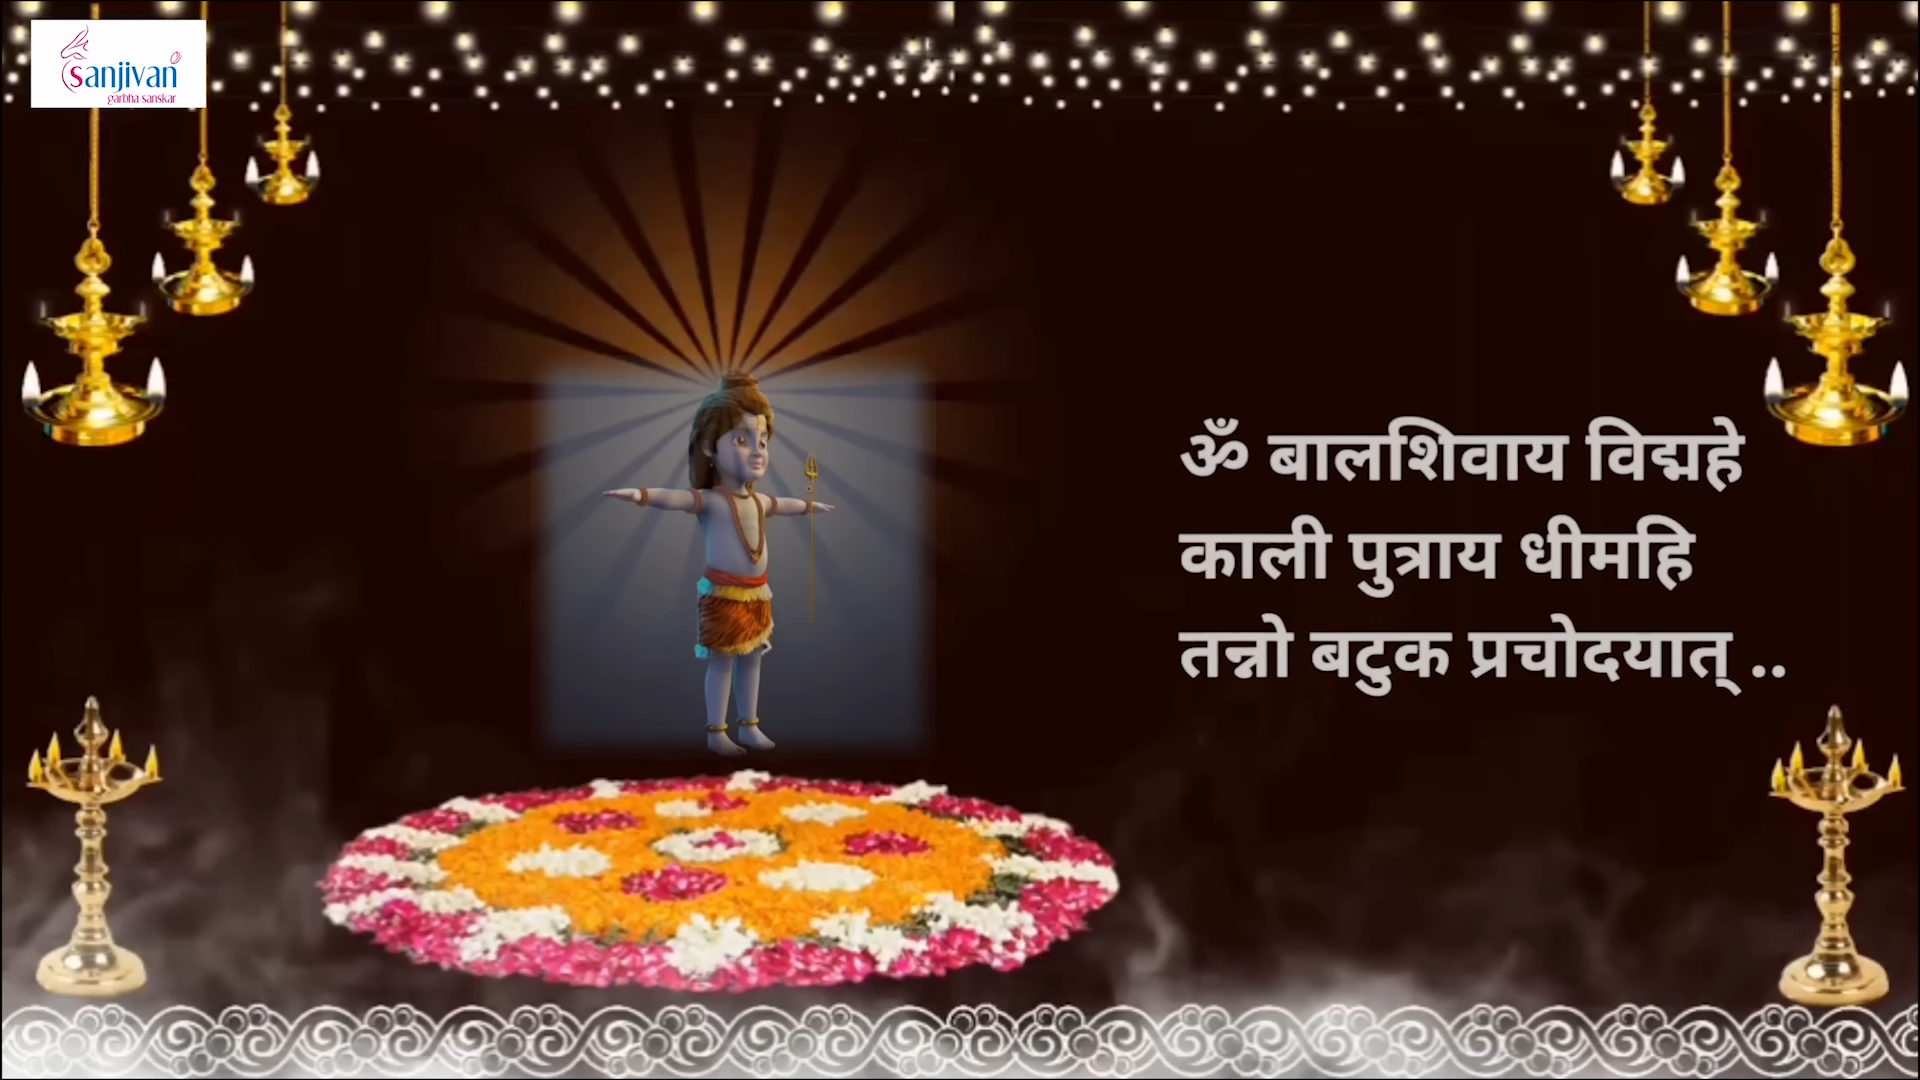 sanjivan
garbha sanskar
ॐ बालशिवाय विद्महे
काली पुत्राय धीमहि
तन्नो बटुक प्रचोदयात् ..